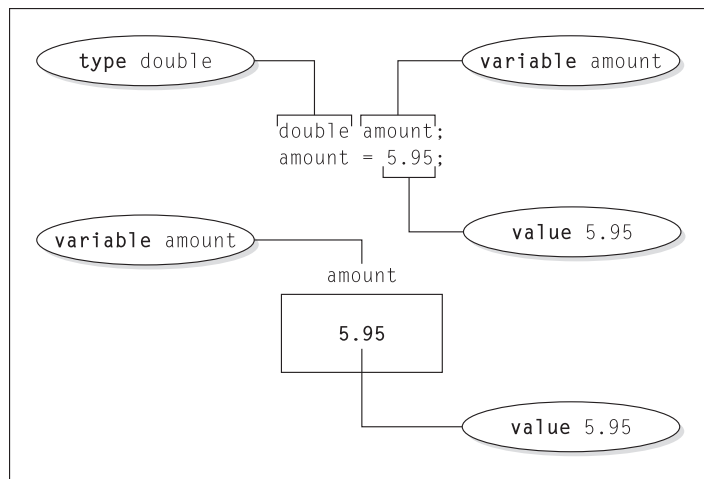 type double
variable amount
double amount;
amount = 5.95;
variable amount
value 5.95
amount
5.95
value 5.95